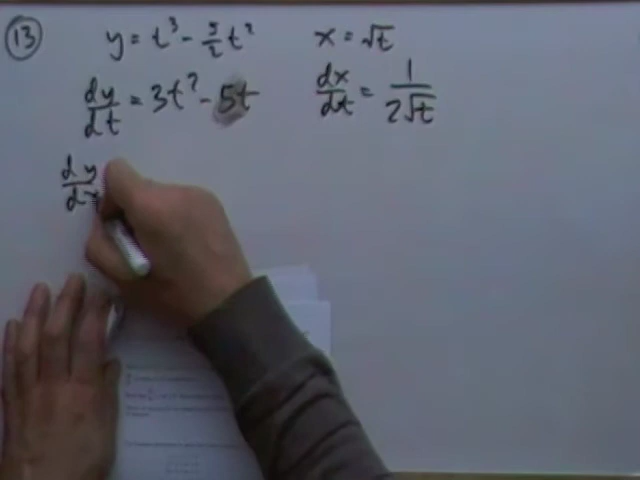 13 y = t³ - 5/2 t² x = √t
dy/dt = 3t² - 5t dx/dt = 1/(2√t)
dy/dx